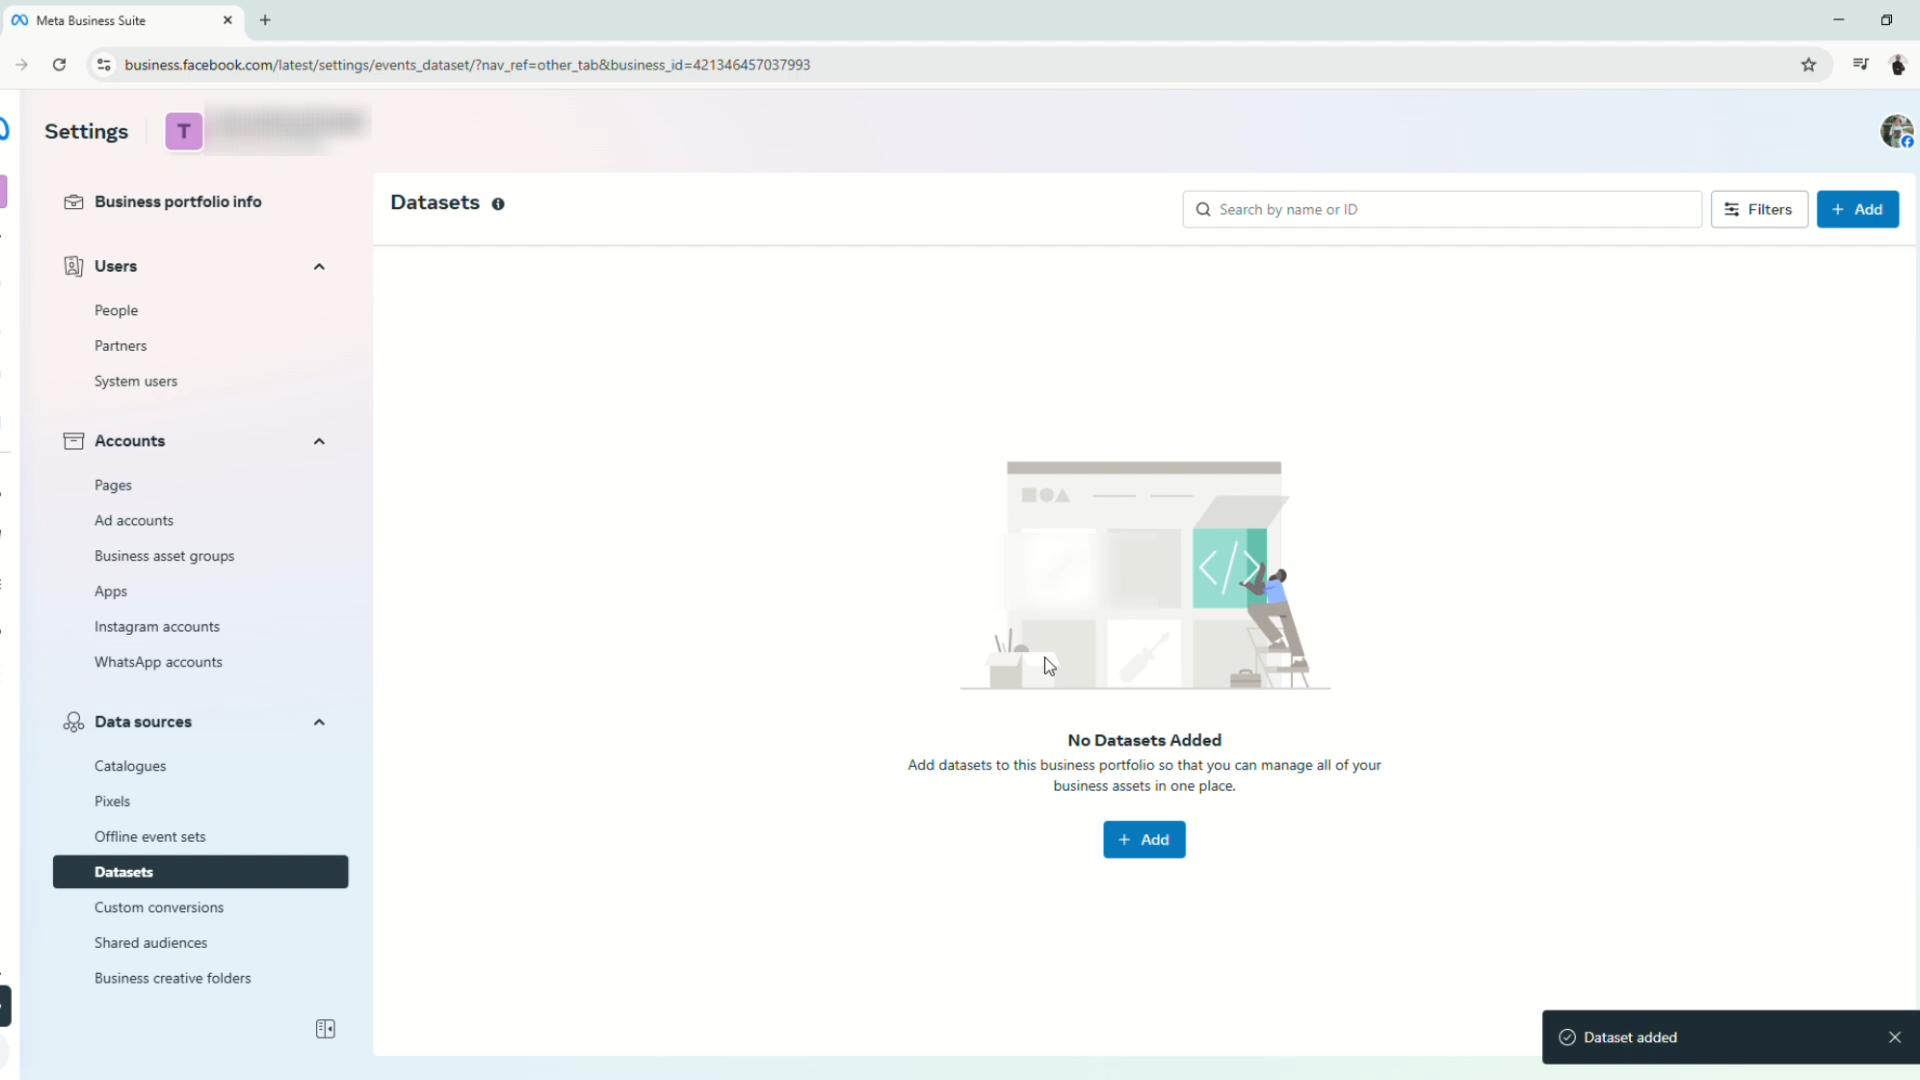 Meta Business Suite
business.facebook.com/latest/settings/events_dataset/?nav_ref=other_tab&business_id=421346457037993
Settings
T
Business portfolio info
Users
People
Partners
System users
Accounts
Pages
Ad accounts
Business asset groups
Apps
Instagram accounts
WhatsApp accounts
Data sources
Catalogues
Pixels
Offline event sets
Datasets
Custom conversions
Shared audiences
Business creative folders
Datasets
Search by name or ID
Filters
+ Add
</>
No Datasets Added
Add datasets to this business portfolio so that you can manage all of your
business assets in one place.
+ Add
Dataset added